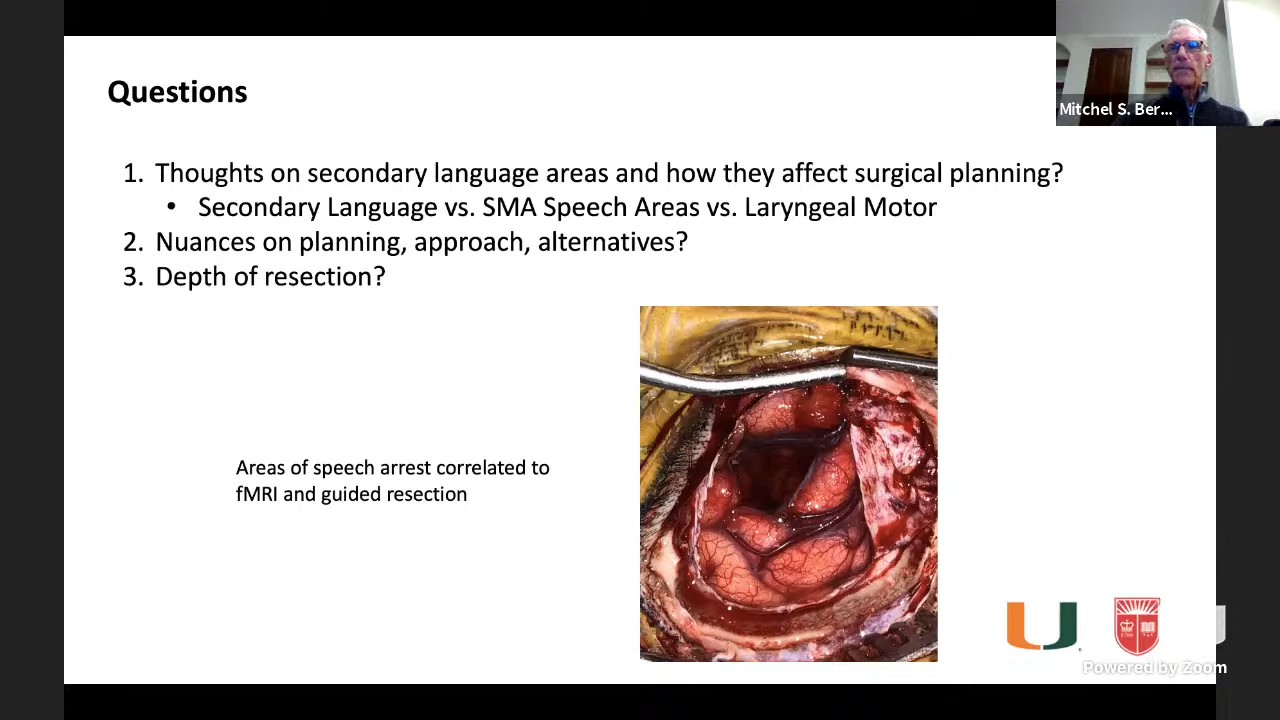 Mitchel S. Ber...
Questions
1. Thoughts on secondary language areas and how they affect surgical planning?
• Secondary Language vs. SMA Speech Areas vs. Laryngeal Motor
2. Nuances on planning, approach, alternatives?
3. Depth of resection?
Areas of speech arrest correlated to
fMRI and guided resection
U
Powered by Zoom